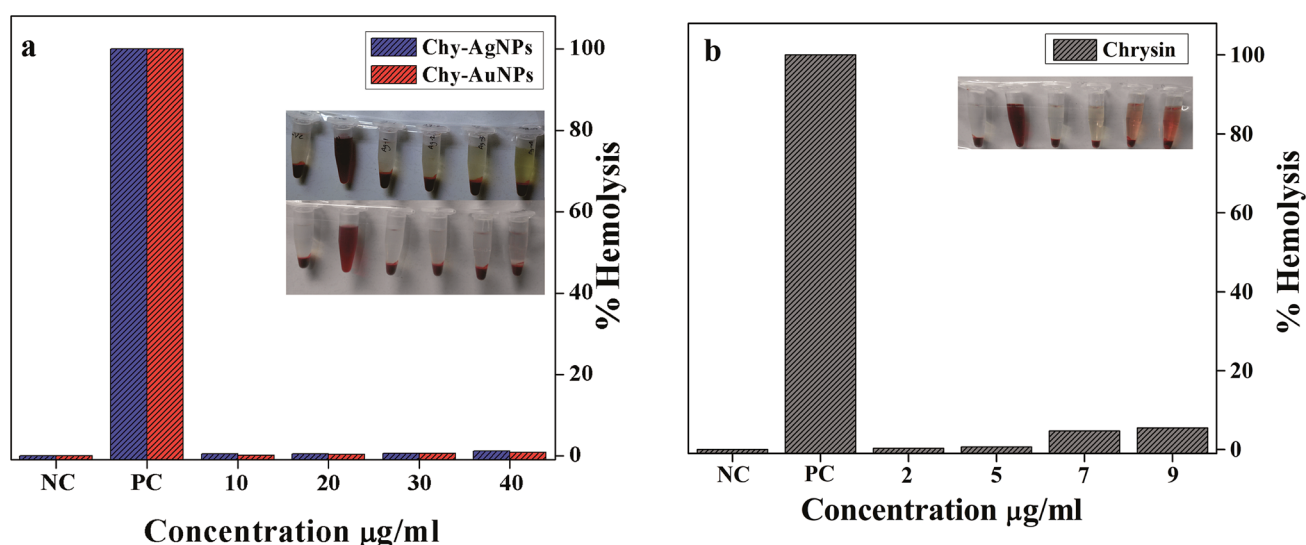 a
Chy-AgNPs
Chy-AuNPs
100
80
60
40
20
0
% Hemolysis
NC PC 10 20 30 40
Concentration μg/ml
b
Chrysin
100
80
60
40
20
0
% Hemolysis
NC PC 2 5 7 9
Concentration μg/ml